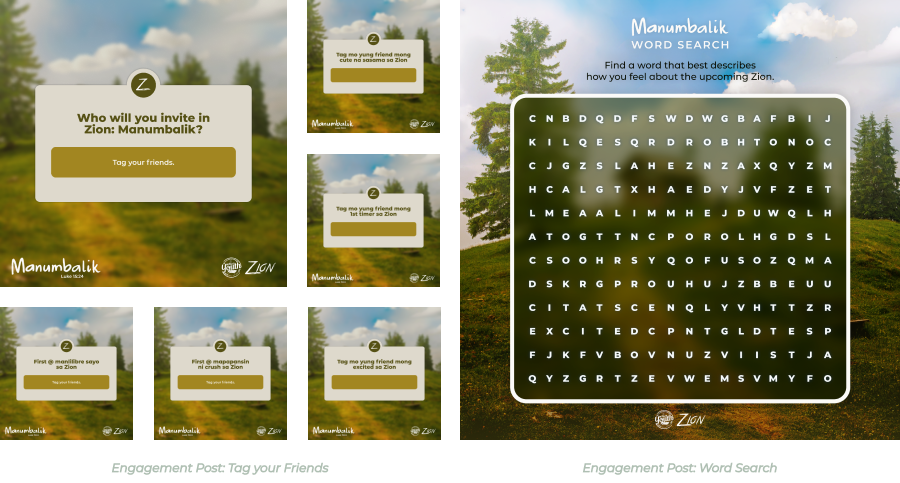 Z
Who will you invite in
Zion: Manumbalik?
Tag your friends.
Manumbalik
Luke 15:24
ZION
Z
Tag mo yung friend mong
cute na sasama sa Zion
Manumbalik
ZION
Z
Tag mo yung friend mong
1st timer sa Zion
Manumbalik
ZION
Z
First @ manlilibre sayo
sa Zion
Tag your friends.
Manumbalik
ZION
Z
First @ mapapansin
ni crush sa Zion
Tag your friends.
Manumbalik
ZION
Z
Tag mo yung friend mong
excited sa Zion
Manumbalik
ZION
Engagement Post: Tag your Friends
Manumbalik
WORD SEARCH
Find a word that best describes
how you feel about the upcoming Zion.
C N B D Q D F S W D W G B A F B I J
K I L Q E S Q R D R O B H T O N O C
C J G Z S L A H E Z N Z A X Q Y Z M
H C A L G T X H A E D Y J V F Z E T
L M E A A L I M M H E J D U W Q L H
A T O G T T N C P O R O L H G D S L
C S O O H R S Y Q O F U S O Z Q M A
D S K R G P R O U H U J Z B B E U U
C I T A T S C E N Q L Y V H T T Z R
E X C I T E D C P N T G L D T E S P
F J K F V B O V N U Z V I I S T J A
Q Y Z G R T Z E V W E M S V M Y F O
ZION
Engagement Post: Word Search